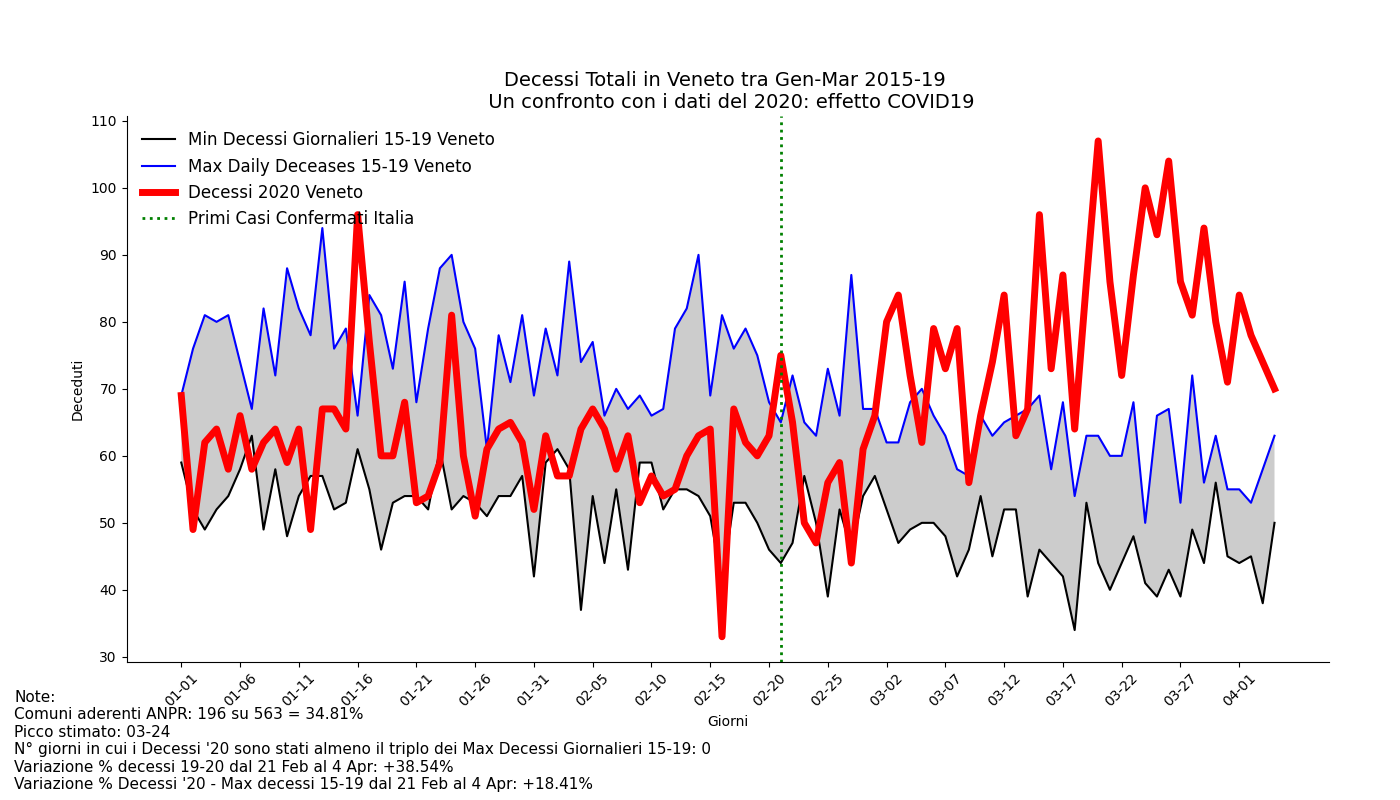 Decessi Totali in Veneto tra Gen-Mar 2015-19
Un confronto con i dati del 2020: effetto COVID19
Min Decessi Giornalieri 15-19 Veneto
Max Daily Deceases 15-19 Veneto
Decessi 2020 Veneto
Primi Casi Confermati Italia
110
100
90
80
70
60
50
40
30
Deceduti
01-01 01-06 01-11 01-16 01-21 01-26 01-31 02-05 02-10 02-15 02-20 02-25 03-02 03-07 03-12 03-17 03-22 03-27 04-01
Giorni
Note:
Comuni aderenti ANPR: 196 su 563 = 34.81%
Picco stimato: 03-24
N° giorni in cui i Decessi '20 sono stati almeno il triplo dei Max Decessi Giornalieri 15-19: 0
Variazione % decessi 19-20 dal 21 Feb al 4 Apr: +38.54%
Variazione % Decessi '20 - Max decessi 15-19 dal 21 Feb al 4 Apr: +18.41%